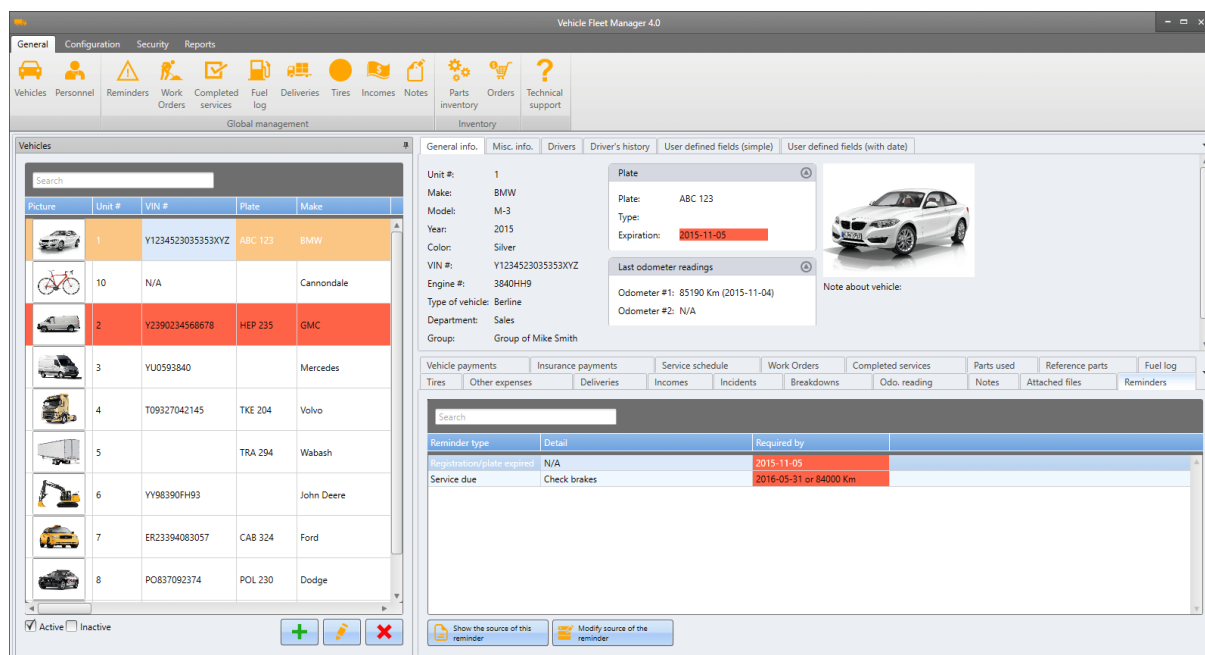 Vehicle Fleet Manager 4.0
General Configuration Security Reports
Vehicles Personnel Reminders Work Orders Completed services Fuel log Deliveries Tires Incomes Notes Parts inventory Orders Technical support
Global management Inventory
Vehicles
Search
Picture Unit # VIN # Plate Make
1 Y1234523035353XYZ ABC 123 BMW
10 N/A Cannondale
2 Y2390234568678 HEP 235 GMC
3 YU0593840 Mercedes
4 T09327042145 TKE 204 Volvo
5 TRA 294 Wabash
6 YY98390FH93 John Deere
7 ER23394083057 CAB 324 Ford
8 PO837092374 POL 230 Dodge
Active Inactive
General info. Misc. info. Drivers Driver's history User defined fields (simple) User defined fields (with date)
Unit #: 1
Make: BMW
Model: M-3
Year: 2015
Color: Silver
VIN #: Y1234523035353XYZ
Engine #: 3840HH9
Type of vehicle: Berline
Department: Sales
Group: Group of Mike Smith
Plate
Plate: ABC 123
Type:
Expiration: 2015-11-05
Last odometer readings
Odometer #1: 85190 Km (2015-11-04)
Odometer #2: N/A
Note about vehicle:
Vehicle payments Insurance payments Service schedule Work Orders Completed services Parts used Reference parts Fuel log
Tires Other expenses Deliveries Incomes Incidents Breakdowns Odo. reading Notes Attached files Reminders
Search
Reminder type Detail Required by
Registration/plate expired N/A 2015-11-05
Service due Check brakes 2016-05-31 or 84000 Km
Show the source of this reminder
Modify source of the reminder